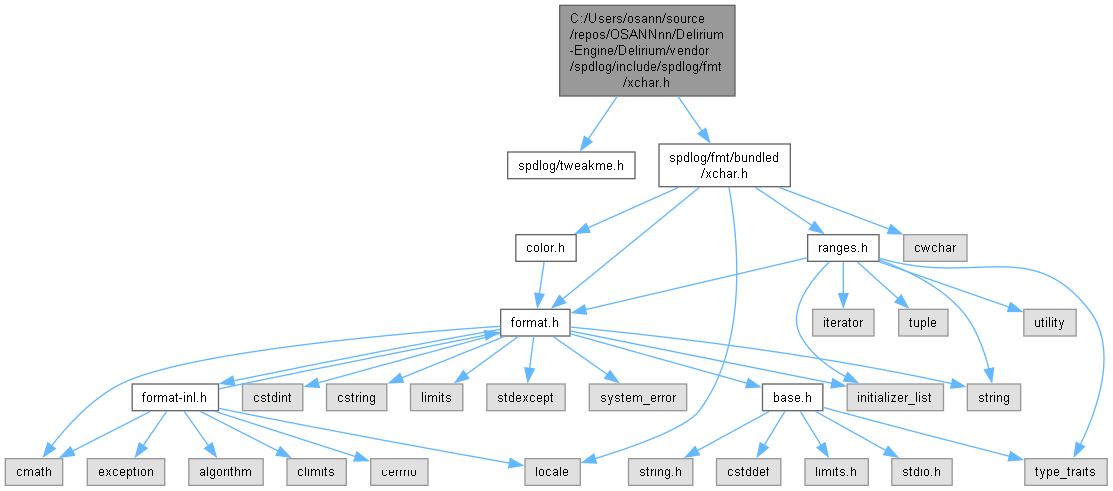 C:/Users/osann/source
/repos/OSANNnn/Delirium
-Engine/Delirium/vendor
/spdlog/include/spdlog/fmt
/xchar.h
spdlog/tweakme.h
spdlog/fmt/bundled
/xchar.h
color.h
ranges.h
cwchar
format.h
iterator
tuple
utility
format-inl.h
cstdint
cstring
limits
stdexcept
system_error
base.h
initializer_list
string
cmath
exception
algorithm
climits
locale
string.h
cstddef
limits.h
stdio.h
type_traits